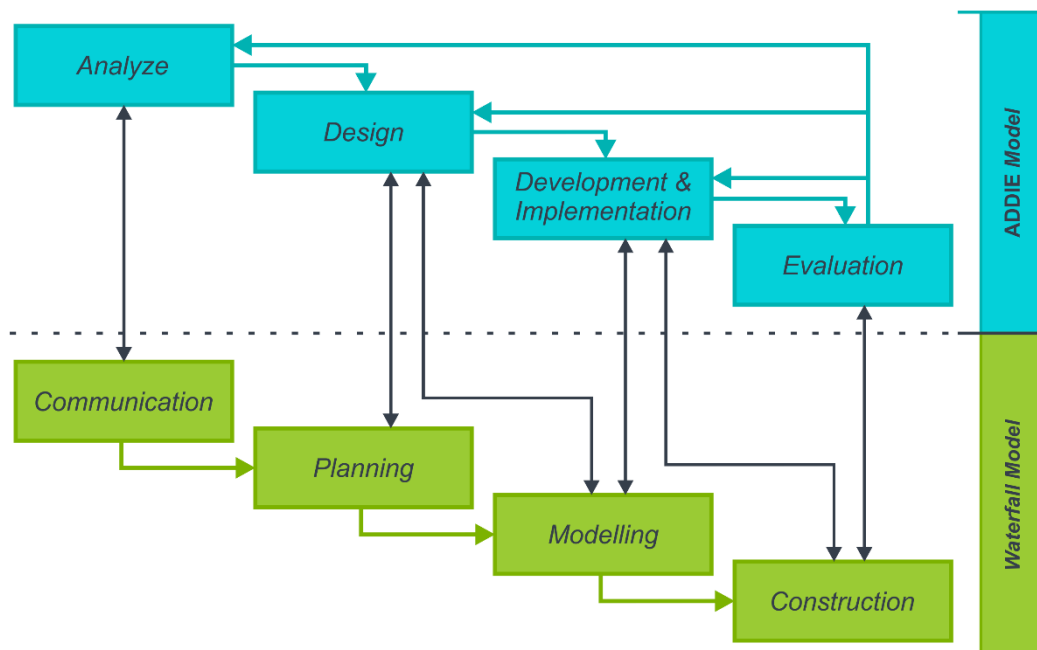 Analyze
Design
Development &
Implementation
Evaluation
ADDIE Model
Communication
Planning
Modelling
Construction
Waterfall Model